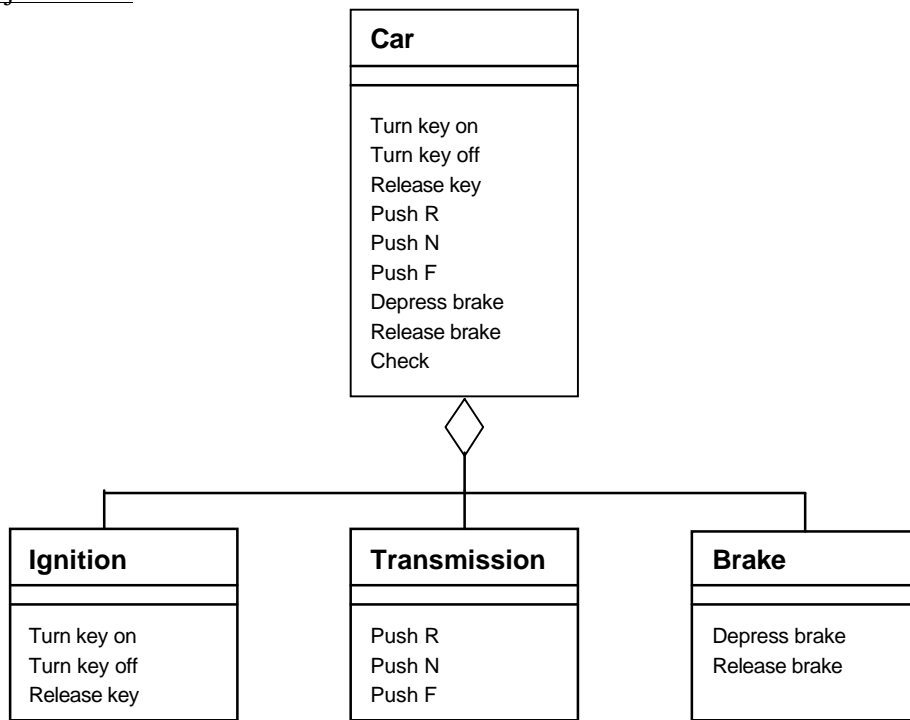 Car
Turn key on
Turn key off
Release key
Push R
Push N
Push F
Depress brake
Release brake
Check
Ignition
Turn key on
Turn key off
Release key
Transmission
Push R
Push N
Push F
Brake
Depress brake
Release brake